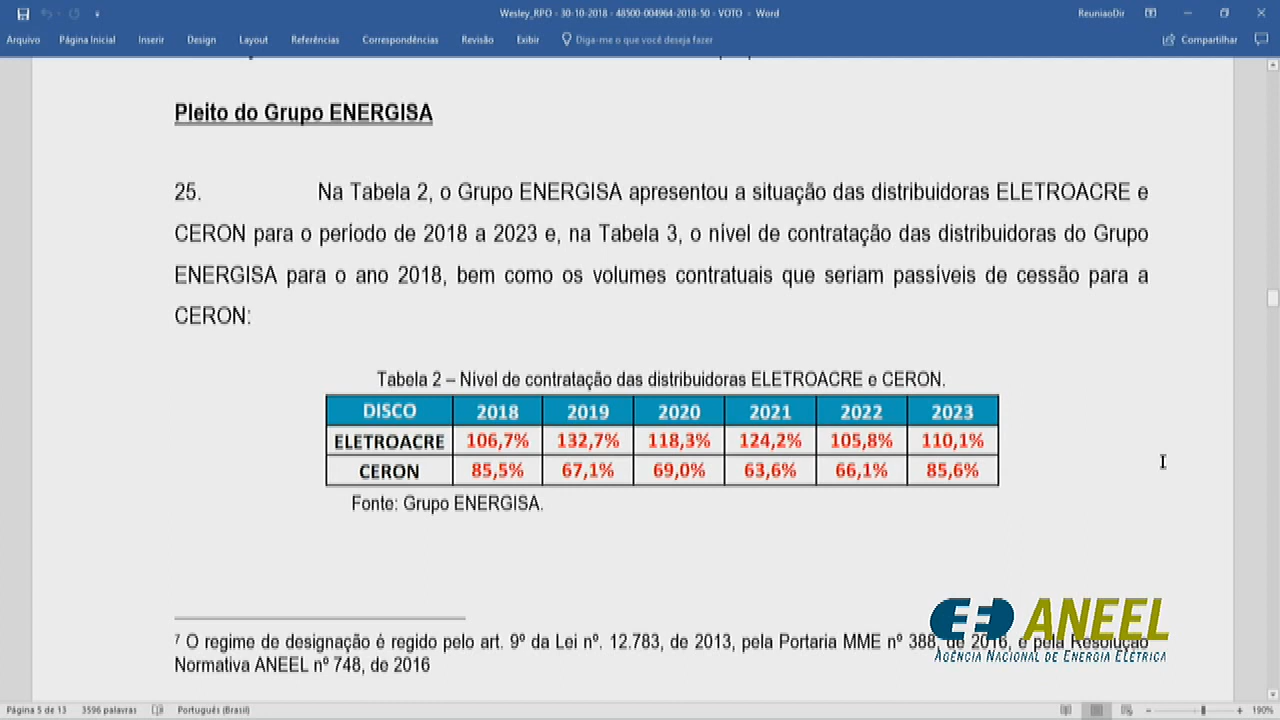 Wesley_RPO - 30-10-2018 - 48500-004964-2018-50 - VOTO - Word
ReuniaoDir
Arquivo Página Inicial Inserir Design Layout Referências Correspondências Revisão Exibir Diga-me o que você deseja fazer Compartilhar
Pleito do Grupo ENERGISA
25. Na Tabela 2, o Grupo ENERGISA apresentou a situação das distribuidoras ELETROACRE e
CERON para o período de 2018 a 2023 e, na Tabela 3, o nível de contratação das distribuidoras do Grupo
ENERGISA para o ano 2018, bem como os volumes contratuais que seriam passíveis de cessão para a
CERON:
Tabela 2 – Nível de contratação das distribuidoras ELETROACRE e CERON.
DISCO 2018 2019 2020 2021 2022 2023
ELETROACRE 106,7% 132,7% 118,3% 124,2% 105,8% 110,1%
CERON 85,5% 67,1% 69,0% 63,6% 66,1% 85,6%
Fonte: Grupo ENERGISA.
7 O regime de designação é regido pelo art. 9º da Lei nº. 12.783, de 2013, pela Portaria MME nº 388, de 2016, e pela Resolução
Normativa ANEEL nº 748, de 2016
ANEEL
AGÊNCIA NACIONAL DE ENERGIA ELÉTRICA
Página 5 de 13 3596 palavras Português (Brasil) 190%